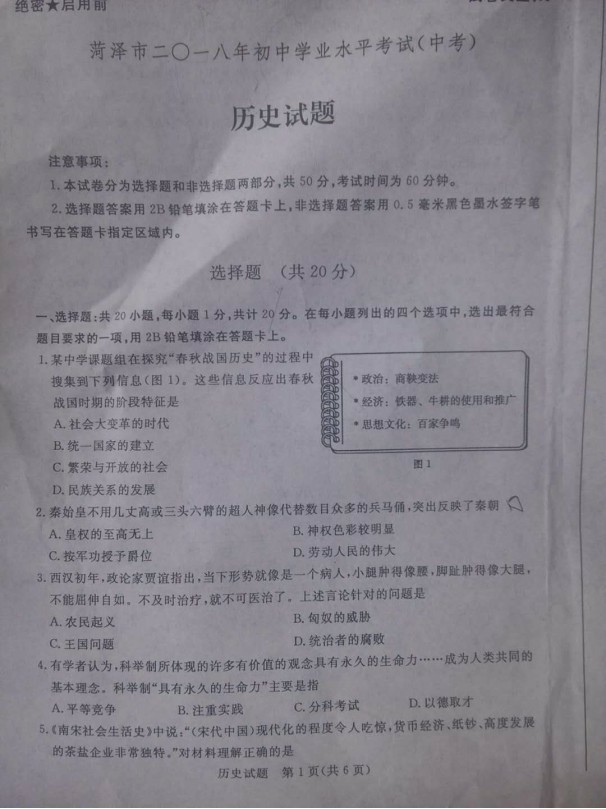 绝密★启用前
菏泽市二〇一八年初中学业水平考试(中考)
历史试题
注意事项:
1.本试卷分为选择题和非选择题两部分,共50分,考试时间为60分钟。
2.选择题答案用2B铅笔填涂在答题卡上,非选择题答案用0.5毫米黑色墨水签字笔
书写在答题卡指定区域内。
选择题 (共20分)
一、选择题:共20小题,每小题1分,共计20分。在每小题列出的四个选项中,选出最符合
题目要求的一项,用2B铅笔填涂在答题卡上。
1.某中学课题组在探究“春秋战国历史”的过程中
搜集到下列信息(图1)。这些信息反应出春秋
战国时期的阶段特征是
A.社会大变革的时代
B.统一国家的建立
C.繁荣与开放的社会
D.民族关系的发展
*政治:商鞅变法
*经济:铁器、牛耕的使用和推广
*思想文化:百家争鸣
图1
2.秦始皇不用几丈高或三头六臂的超人神像代替数目众多的兵马俑,突出反映了秦朝
A.皇权的至高无上 B.神权色彩较明显
C.按军功授予爵位 D.劳动人民的伟大
3.西汉初年,政论家贾谊指出,当下形势就像是一个病人,小腿肿得像腰,脚趾肿得像大腿,
不能屈伸自如。不及时治疗,就不可医治了。上述言论针对的问题是
A.农民起义 B.匈奴的威胁
C.王国问题 D.统治者的腐败
4.有学者认为,科举制所体现的许多有价值的观念具有永久的生命力……成为人类共同的
基本理念。科举制“具有永久的生命力”主要是指
A.平等竞争 B.注重实践 C.分科考试 D.以德取才
5.《南宋社会生活史》中说:“(宋代中国)现代化的程度令人吃惊,货币经济、纸钞、高度发展
的茶盐企业非常独特。”对材料理解正确的是
历史试题 第1页(共6页)